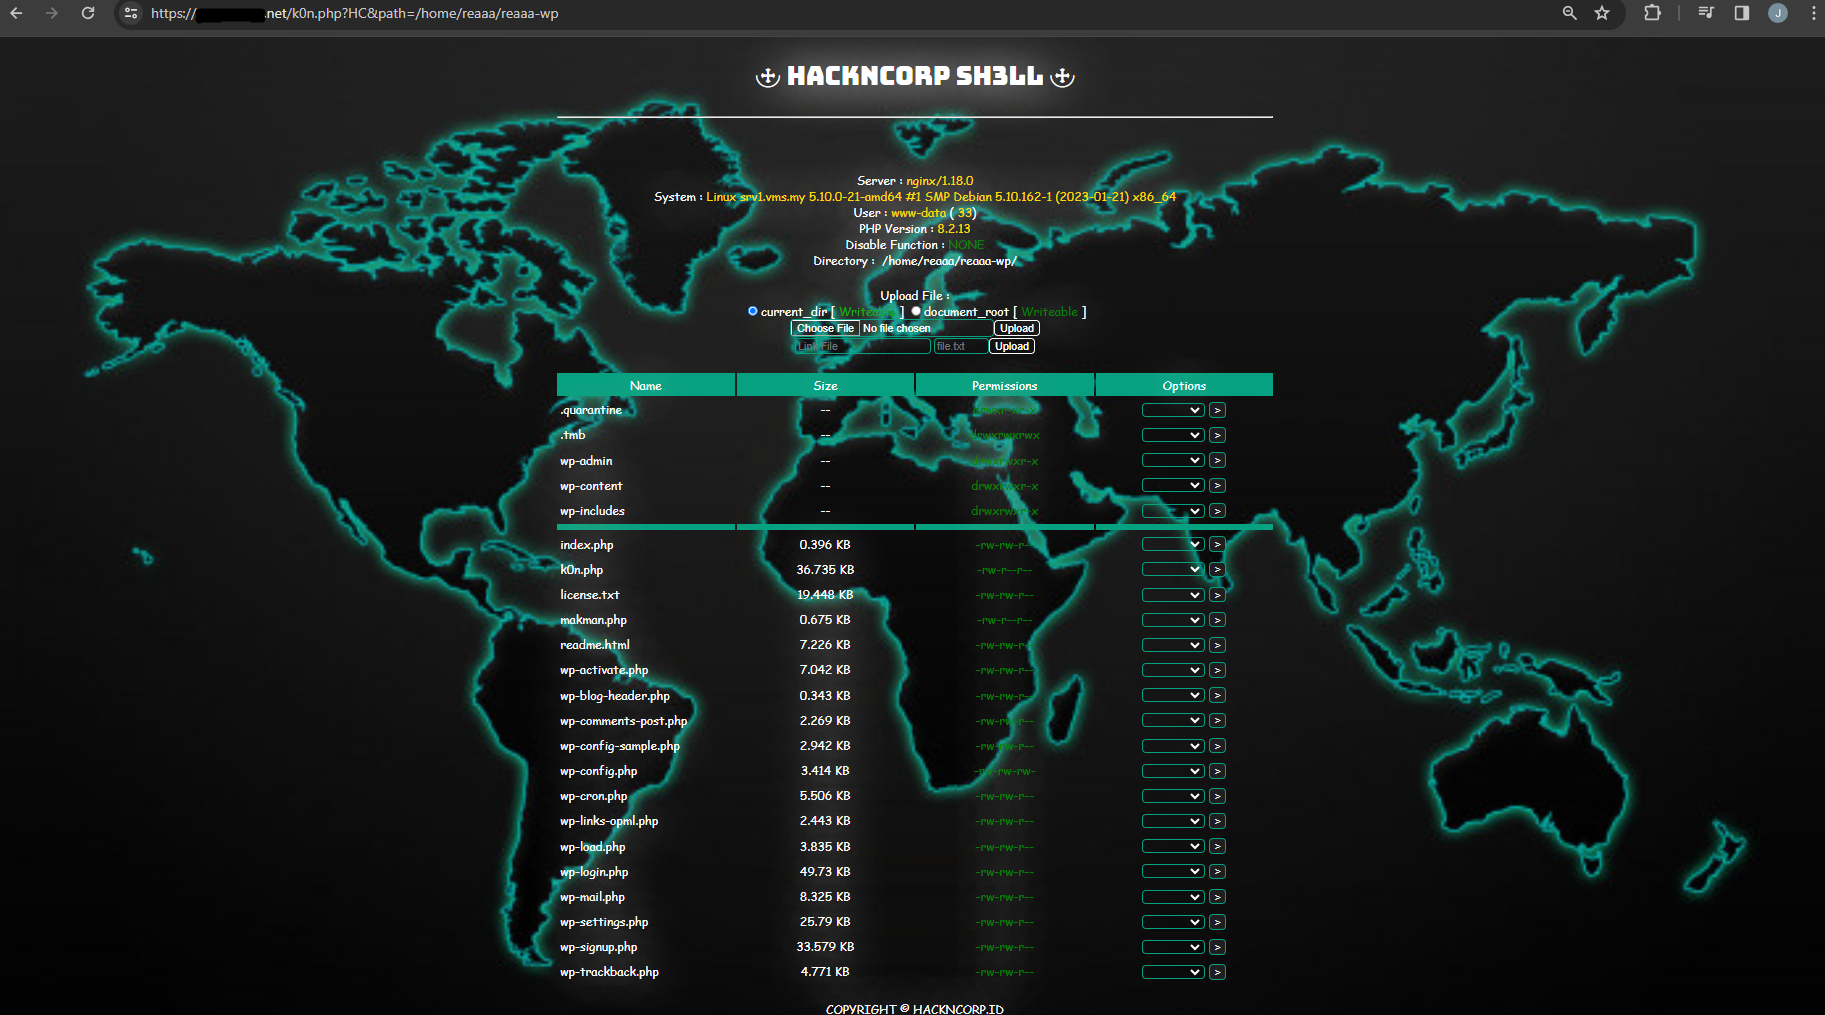 https:// .net/k0n.php?HC&path=/home/reaaa/reaaa-wp
J
HACKNCORP SH3LL
Server : nginx/1.18.0
System : Linux srv1.vms.my 5.10.0-21-amd64 #1 SMP Debian 5.10.162-1 (2023-01-21) x86_64
User : www-data ( 33)
PHP Version : 8.2.13
Disable Function : NONE
Directory : /home/reaaa/reaaa-wp/
Upload File :
current_dir [ Writeable ] document_root [ Writeable ]
Choose File No file chosen Upload
Link File file.txt Upload
Name Size Permissions Options
.quarantine -- drwxr-xr-x >
.tmb -- drwxrwxrwx >
wp-admin -- drwxrwxr-x >
wp-content -- drwxrwxr-x >
wp-includes -- drwxrwxr-x >
index.php 0.396 KB -rw-rw-r-- >
k0n.php 36.735 KB -rw-r--r-- >
license.txt 19.448 KB -rw-rw-r-- >
makman.php 0.675 KB -rw-r--r-- >
readme.html 7.226 KB -rw-rw-r-- >
wp-activate.php 7.042 KB -rw-rw-r-- >
wp-blog-header.php 0.343 KB -rw-rw-r-- >
wp-comments-post.php 2.269 KB -rw-rw-r-- >
wp-config-sample.php 2.942 KB -rw-rw-r-- >
wp-config.php 3.414 KB -rw-rw-rw- >
wp-cron.php 5.506 KB -rw-rw-r-- >
wp-links-opml.php 2.443 KB -rw-rw-r-- >
wp-load.php 3.835 KB -rw-rw-r-- >
wp-login.php 49.73 KB -rw-rw-r-- >
wp-mail.php 8.325 KB -rw-rw-r-- >
wp-settings.php 25.79 KB -rw-rw-r-- >
wp-signup.php 33.579 KB -rw-rw-r-- >
wp-trackback.php 4.771 KB -rw-rw-r-- >
COPYRIGHT © HACKNCORP.ID